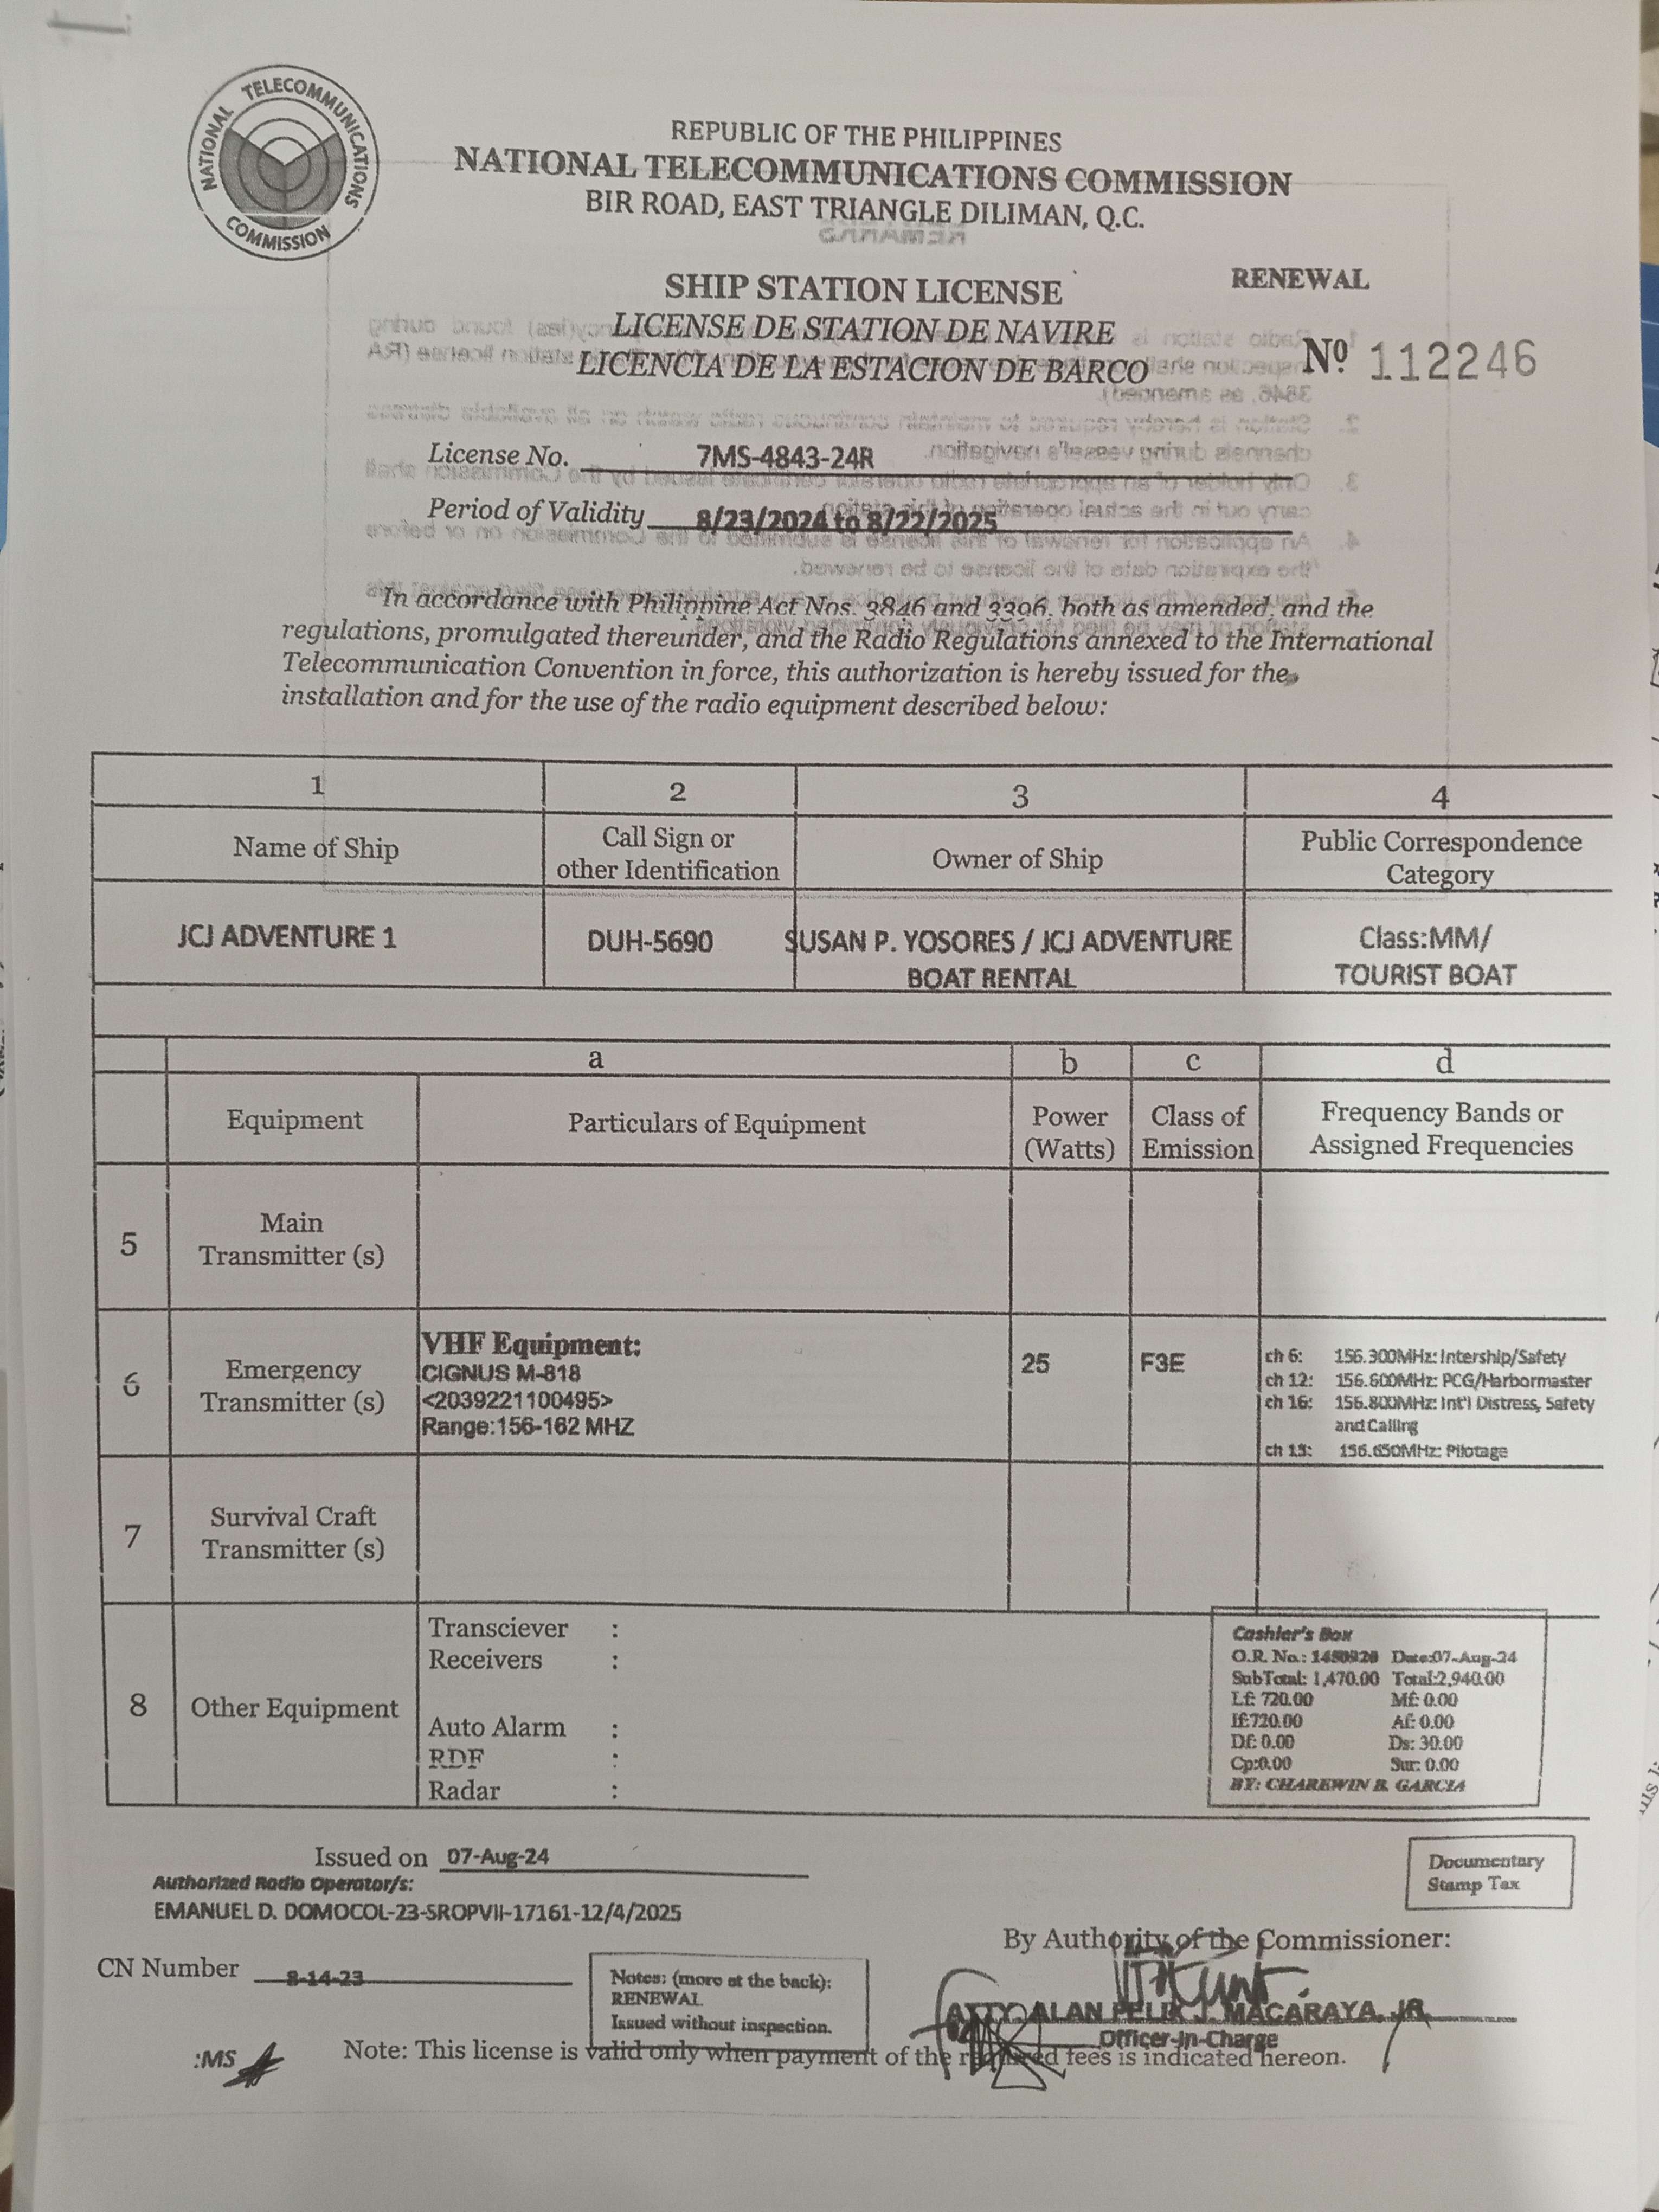 NATIONAL TELECOMMUNICATIONS COMMISSION
REPUBLIC OF THE PHILIPPINES
NATIONAL TELECOMMUNICATIONS COMMISSION
BIR ROAD, EAST TRIANGLE DILIMAN, Q.C.
SHIP STATION LICENSE
RENEWAL
LICENSE DE STATION DE NAVIRE
LICENCIA DE LA ESTACION DE BARCO
Nº 112246
License No. 7MS-4843-24R
Period of Validity 8/23/2024 to 8/22/2025
In accordance with Philippine Act Nos. 3846 and 3396, both as amended, and the
regulations, promulgated thereunder, and the Radio Regulations annexed to the International
Telecommunication Convention in force, this authorization is hereby issued for the
installation and for the use of the radio equipment described below:
1 2 3 4
Name of Ship
Call Sign or
other Identification
Owner of Ship
Public Correspondence
Category
JCJ ADVENTURE 1
DUH-5690
SUSAN P. YOSORES / JCJ ADVENTURE
BOAT RENTAL
Class:MM/
TOURIST BOAT
a b c d
Equipment
Particulars of Equipment
Power
(Watts)
Class of
Emission
Frequency Bands or
Assigned Frequencies
5
Main
Transmitter (s)
6
Emergency
Transmitter (s)
VHF Equipment:
CIGNUS M-818
<2039221100495>
Range:156-162 MHZ
25
F3E
ch 6: 156.300MHz: Intership/Safety
ch 12: 156.600MHz: PCG/Harbormaster
ch 16: 156.800MHz: Int'l Distress, Safety
and Calling
ch 13: 156.650MHz: Pilotage
7
Survival Craft
Transmitter (s)
8
Other Equipment
Transciever :
Receivers :
Auto Alarm :
RDF :
Radar :
Cashier's Box
O.R. No.: Date:07-Aug-24
SubTotal: 1,470.00 Total:2,940.00
Lf: 720.00 Mf: 0.00
If:720.00 Af: 0.00
Df: 0.00 Ds: 30.00
Cp:0.00 Sur: 0.00
BY: CHAREWIN B. GARCIA
Issued on 07-Aug-24
Documentary
Stamp Tax
Authorized Radio Operator/s:
EMANUEL D. DOMOCOL-23-SROPVII-17161-12/4/2025
By Authority of the Commissioner:
CN Number 8-14-23
Notes: (more at the back):
RENEWAL
Issued without inspection.
ATTY. ALAN FELIX J. MACARAYA, JR.
Officer-In-Charge
:MS
Note: This license is valid only when payment of the required fees is indicated hereon.